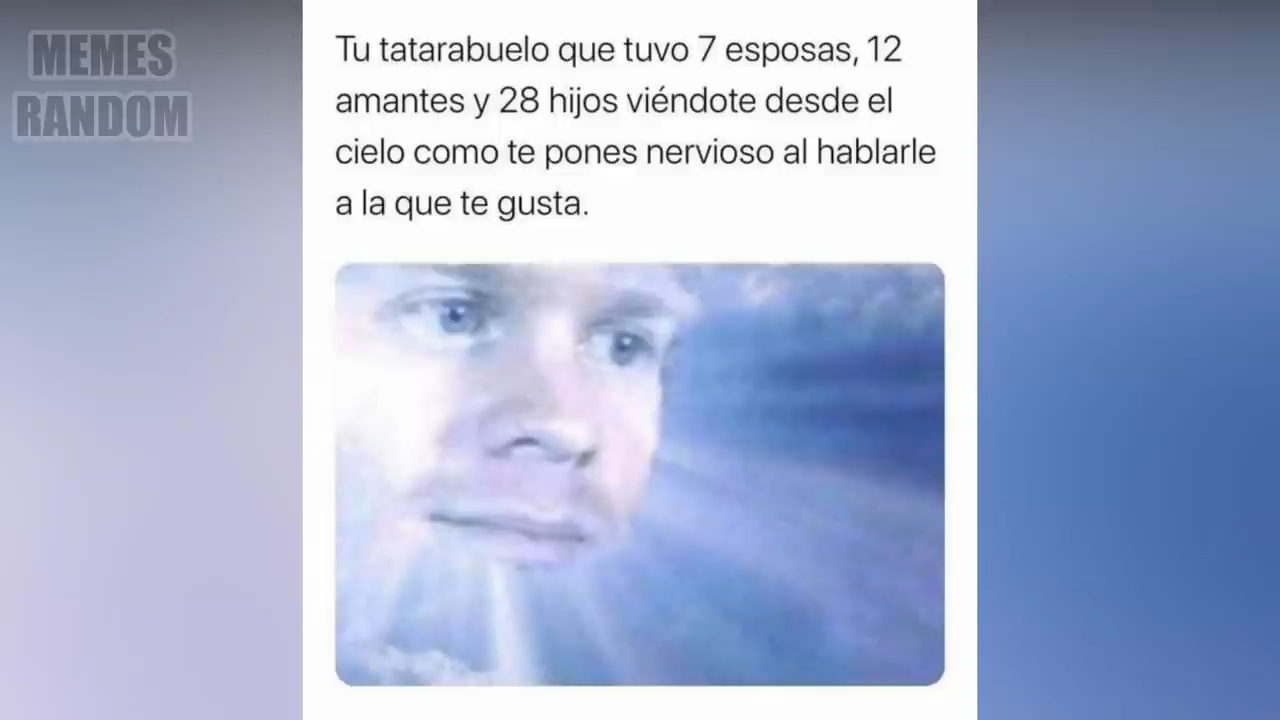 MEMES
RANDOM
Tu tatarabuelo que tuvo 7 esposas, 12
amantes y 28 hijos viéndote desde el
cielo como te pones nervioso al hablarle
a la que te gusta.